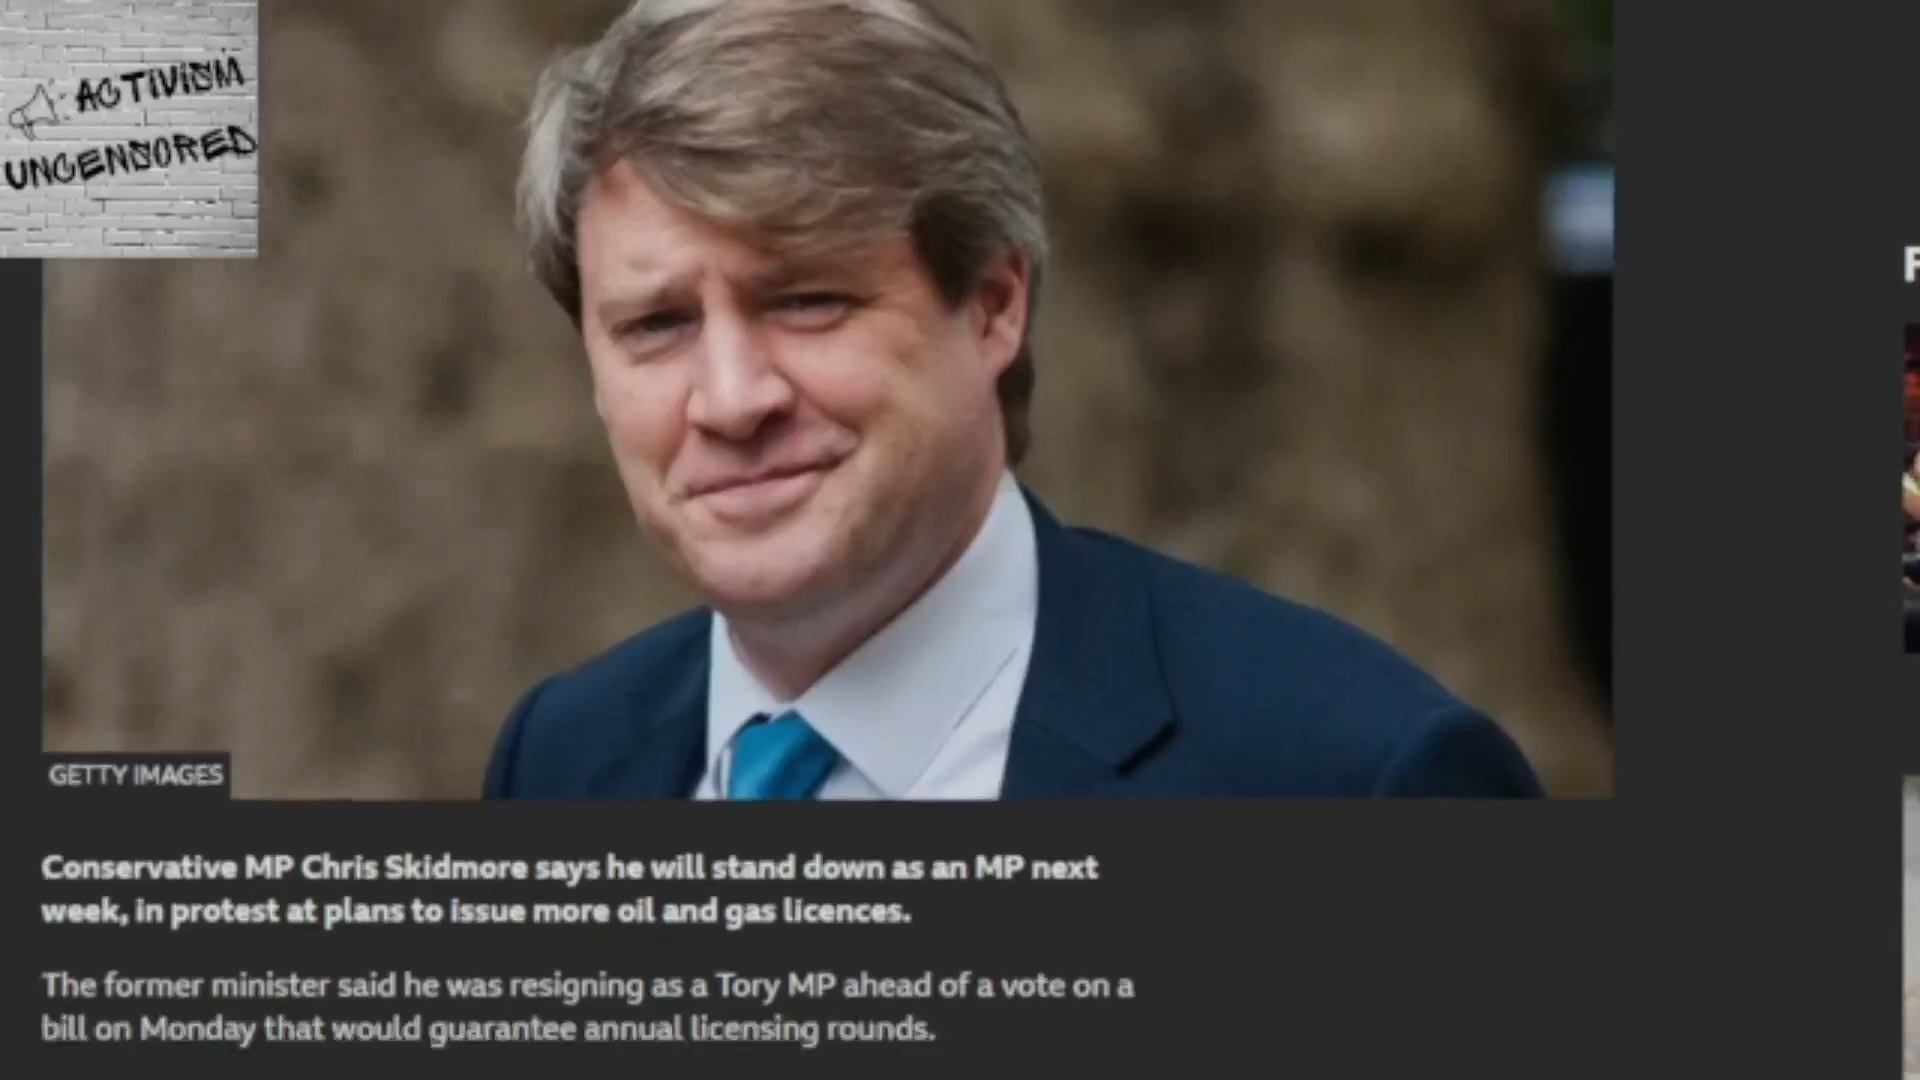 ACTIVISM
UNCENSORED
F
GETTY IMAGES
Conservative MP Chris Skidmore says he will stand down as an MP next
week, in protest at plans to issue more oil and gas licences.
The former minister said he was resigning as a Tory MP ahead of a vote on a
bill on Monday that would guarantee annual licensing rounds.